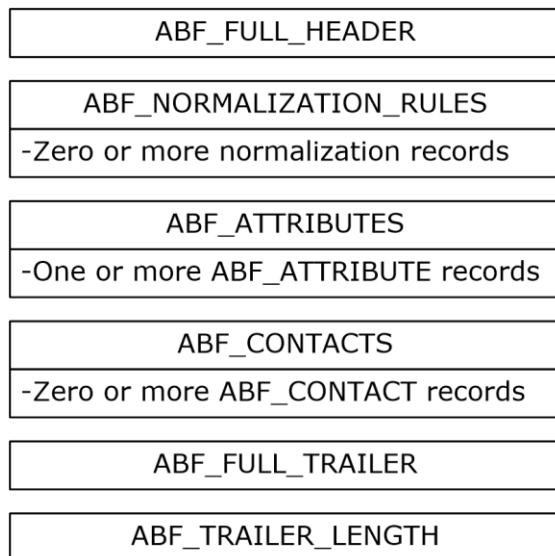 ABF_FULL_HEADER
ABF_NORMALIZATION_RULES
-Zero or more normalization records
ABF_ATTRIBUTES
-One or more ABF_ATTRIBUTE records
ABF_CONTACTS
-Zero or more ABF_CONTACT records
ABF_FULL_TRAILER
ABF_TRAILER_LENGTH